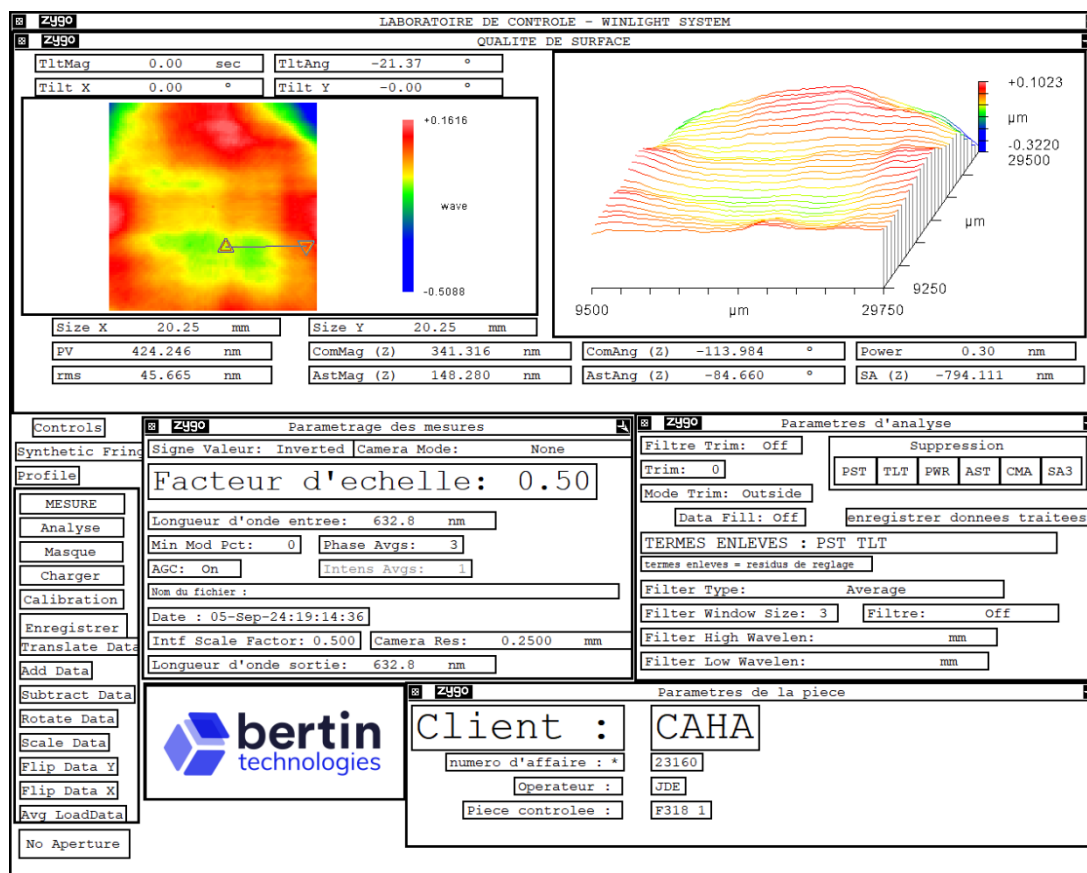 zygo LABORATOIRE DE CONTROLE - WINLIGHT SYSTEM
zygo QUALITE DE SURFACE
TltMag 0.00 sec TltAng -21.37 °
Tilt X 0.00 ° Tilt Y -0.00 °
+0.1616
wave
-0.5088
+0.1023
µm
-0.3220
29500
µm
9250
9500 µm 29750
Size X 20.25 mm Size Y 20.25 mm
PV 424.246 nm ComMag (Z) 341.316 nm ComAng (Z) -113.984 ° Power 0.30 nm
rms 45.665 nm AstMag (Z) 148.280 nm AstAng (Z) -84.660 ° SA (Z) -794.111 nm
Controls
Synthetic Fring
Profile
MESURE
Analyse
Masque
Charger
Calibration
Enregistrer
Translate Data
Add Data
Subtract Data
Rotate Data
Scale Data
Flip Data Y
Flip Data X
Avg LoadData
No Aperture
zygo Parametrage des mesures
Signe Valeur: Inverted Camera Mode: None
Facteur d'echelle: 0.50
Longueur d'onde entree: 632.8 nm
Min Mod Pct: 0 Phase Avgs: 3
AGC: On Intens Avgs: 1
Nom du fichier :
Date : 05-Sep-24:19:14:36
Intf Scale Factor: 0.500 Camera Res: 0.2500 mm
Longueur d'onde sortie: 632.8 nm
zygo Parametres d'analyse
Filtre Trim: Off
Suppression
Trim: 0
PST TLT PWR AST CMA SA3
Mode Trim: Outside
Data Fill: Off enregistrer donnees traitees
TERMES ENLEVES : PST TLT
termes enleves = residus de reglage
Filter Type: Average
Filter Window Size: 3 Filtre: Off
Filter High Wavelen: mm
Filter Low Wavelen: mm
bertin
technologies
zygo Parametres de la piece
Client : CAHA
numero d'affaire : * 23160
Operateur : JDE
Piece controlee : F318 1